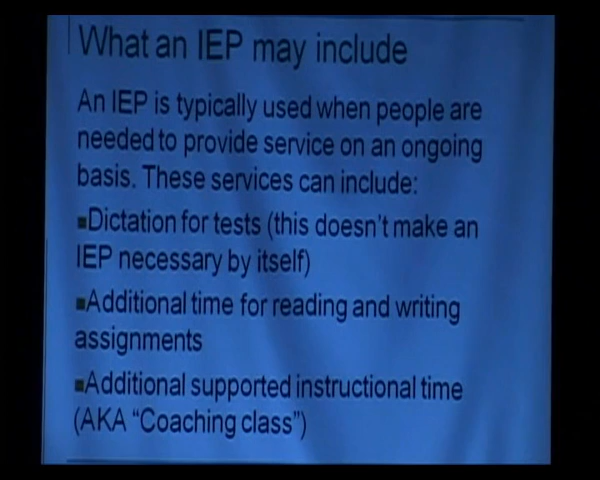 What an IEP may include
An IEP is typically used when people are
needed to provide service on an ongoing
basis. These services can include:
▪Dictation for tests (this doesn't make an
IEP necessary by itself)
▪Additional time for reading and writing
assignments
▪Additional supported instructional time
(AKA “Coaching class”)